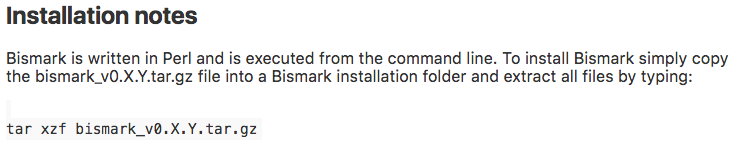 Installation notes
Bismark is written in Perl and is executed from the command line. To install Bismark simply copy
the bismark_v0.X.Y.tar.gz file into a Bismark installation folder and extract all files by typing:
tar xzf bismark_v0.X.Y.tar.gz